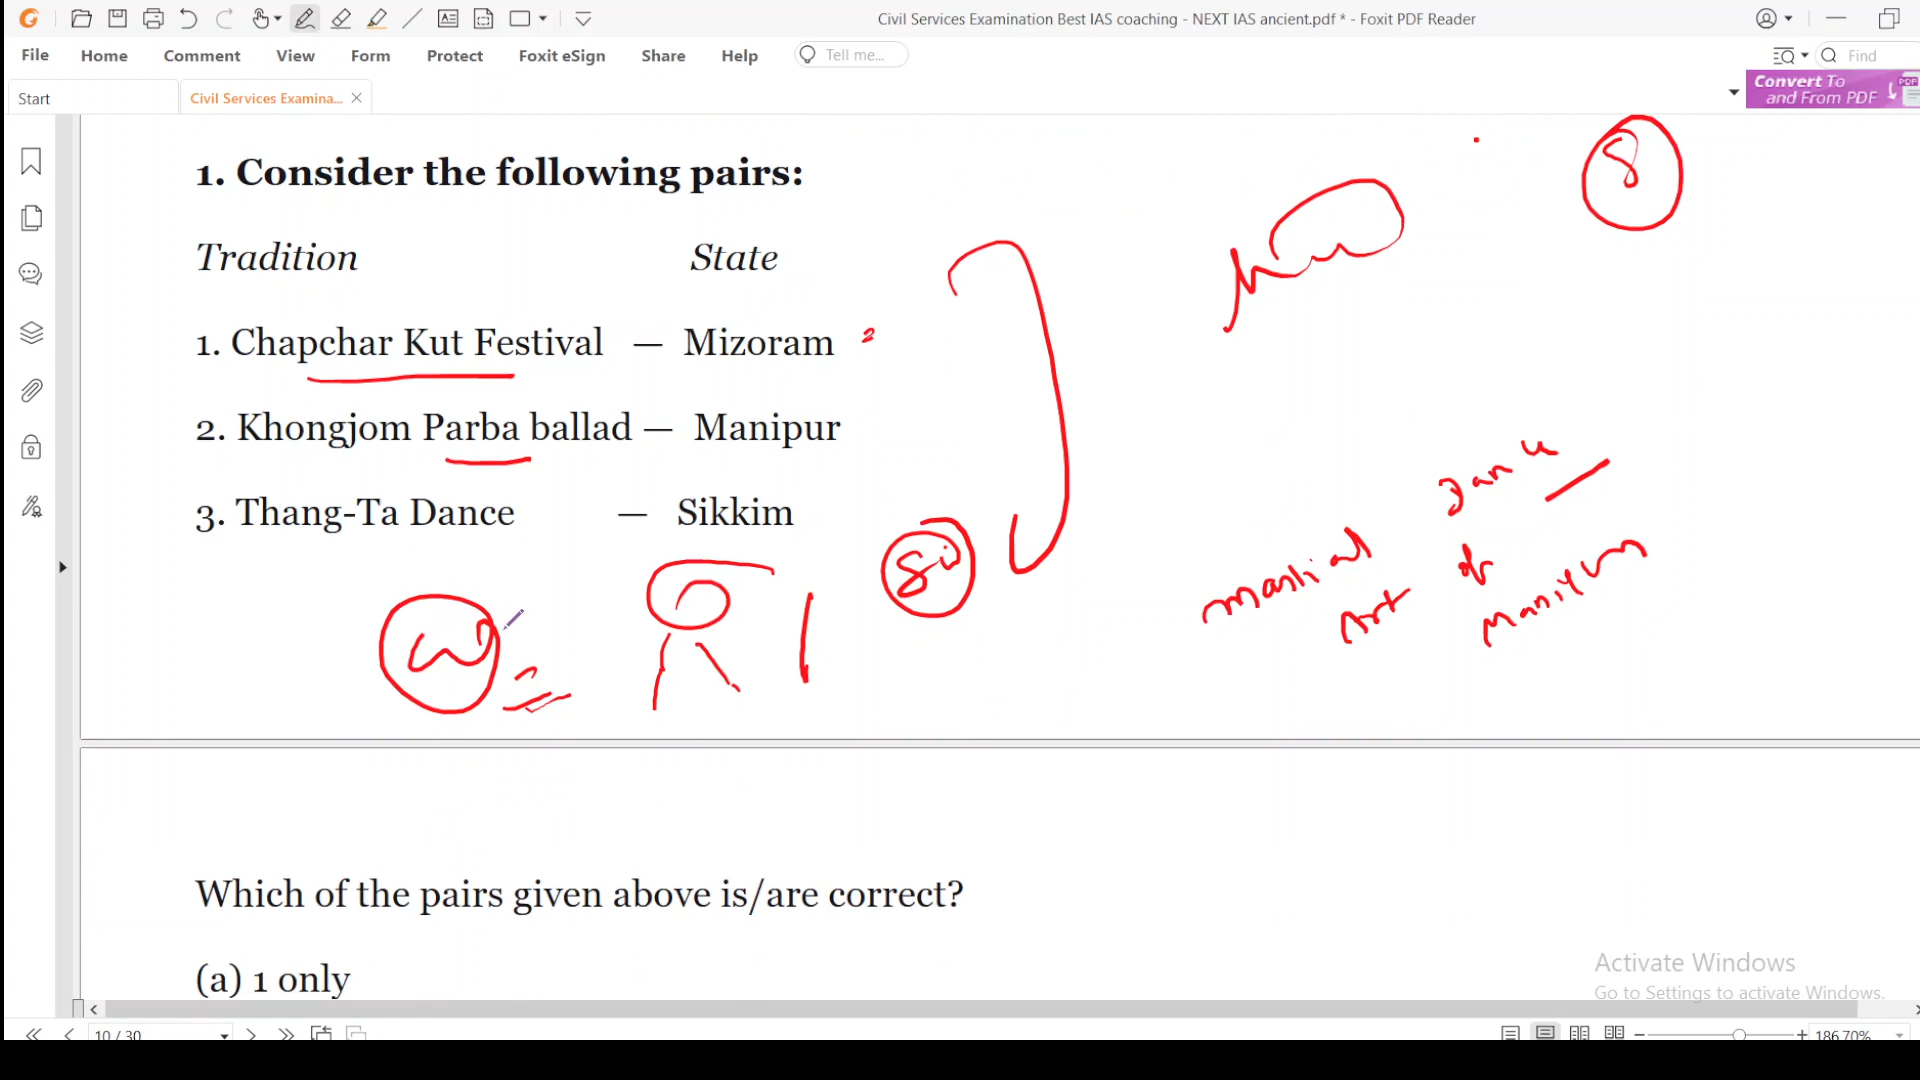 Civil Services Examination Best IAS coaching - NEXT IAS ancient.pdf * - Foxit PDF Reader
File Home Comment View Form Protect Foxit eSign Share Help Tell me... Find
Start Civil Services Examina... Convert To and From PDF
1. Consider the following pairs:
Tradition State
1. Chapchar Kut Festival — Mizoram
2. Khongjom Parba ballad — Manipur
3. Thang-Ta Dance — Sikkim
martial
Art of
Manipur
Which of the pairs given above is/are correct?
(a) 1 only
Activate Windows
Go to Settings to activate Windows.
10 / 30 186.70%